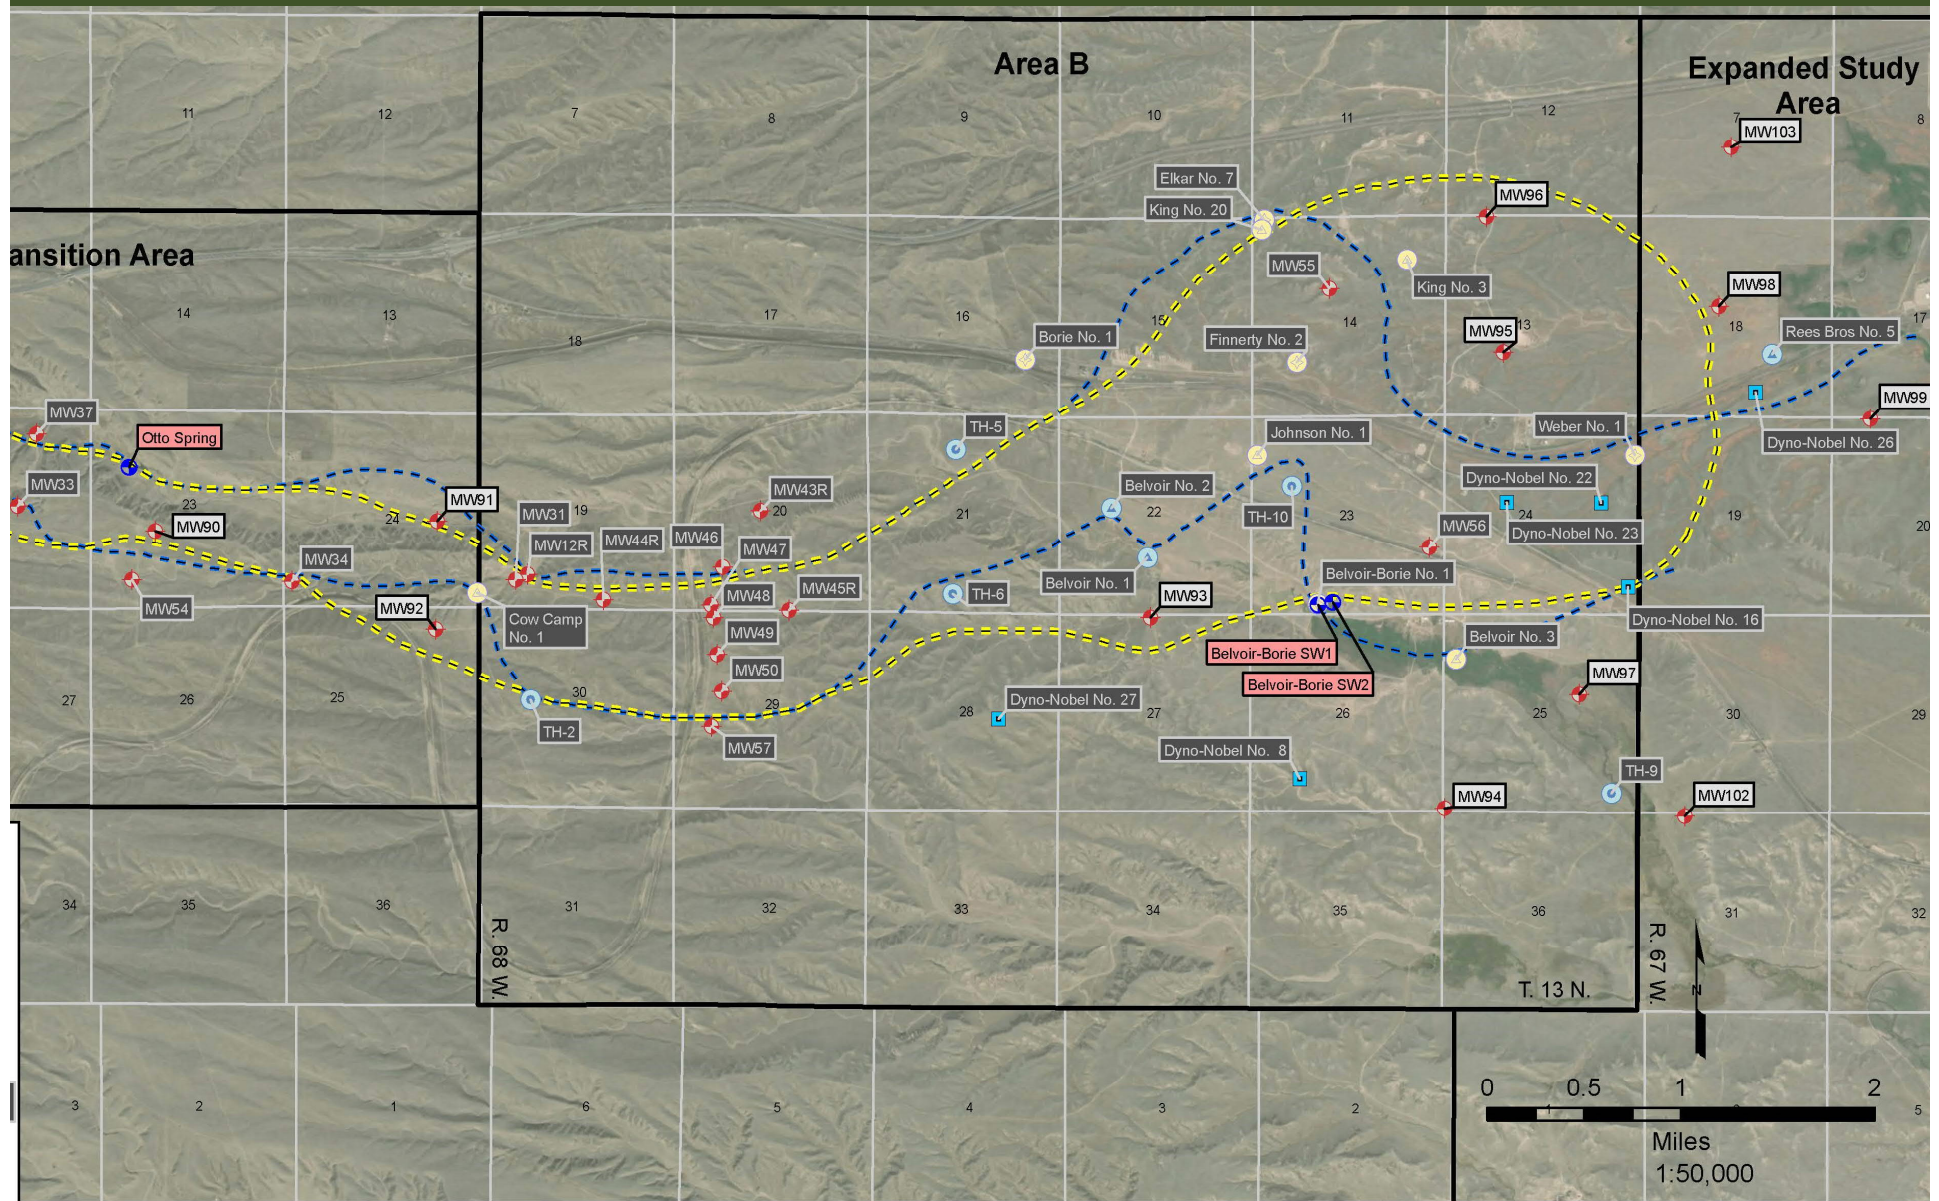 Area B
Expanded Study
Area
11
12
7
8
9
10
11
12
7
8
MW103
Elkar No. 7
King No. 20
MW96
ansition Area
MW55
King No. 3
MW98
14
13
18
17
16
15
14
13
18
17
Borie No. 1
Finnerty No. 2
MW95
Rees Bros No. 5
MW37
Otto Spring
TH-5
Johnson No. 1
Weber No. 1
MW99
Dyno-Nobel No. 26
MW33
MW91
MW43R
Belvoir No. 2
Dyno-Nobel No. 22
23
24
19
20
21
22
23
24
19
20
MW90
MW31
MW12R
MW44R
MW46
MW47
TH-10
MW56
Dyno-Nobel No. 23
MW34
MW54
MW92
Cow Camp
No. 1
MW48
MW45R
TH-6
Belvoir No. 1
MW93
Belvoir-Borie No. 1
Dyno-Nobel No. 16
MW49
Belvoir-Borie SW1
Belvoir No. 3
MW50
Belvoir-Borie SW2
MW97
27
26
25
30
29
28
27
26
25
30
29
TH-2
MW57
Dyno-Nobel No. 27
Dyno-Nobel No. 8
TH-9
MW94
MW102
34
35
36
31
32
33
34
35
36
31
32
R. 68 W.
R. 67 W.
T. 13 N.
N
3
2
1
6
5
4
3
2
1
5
0 0.5 1 2
Miles
1:50,000